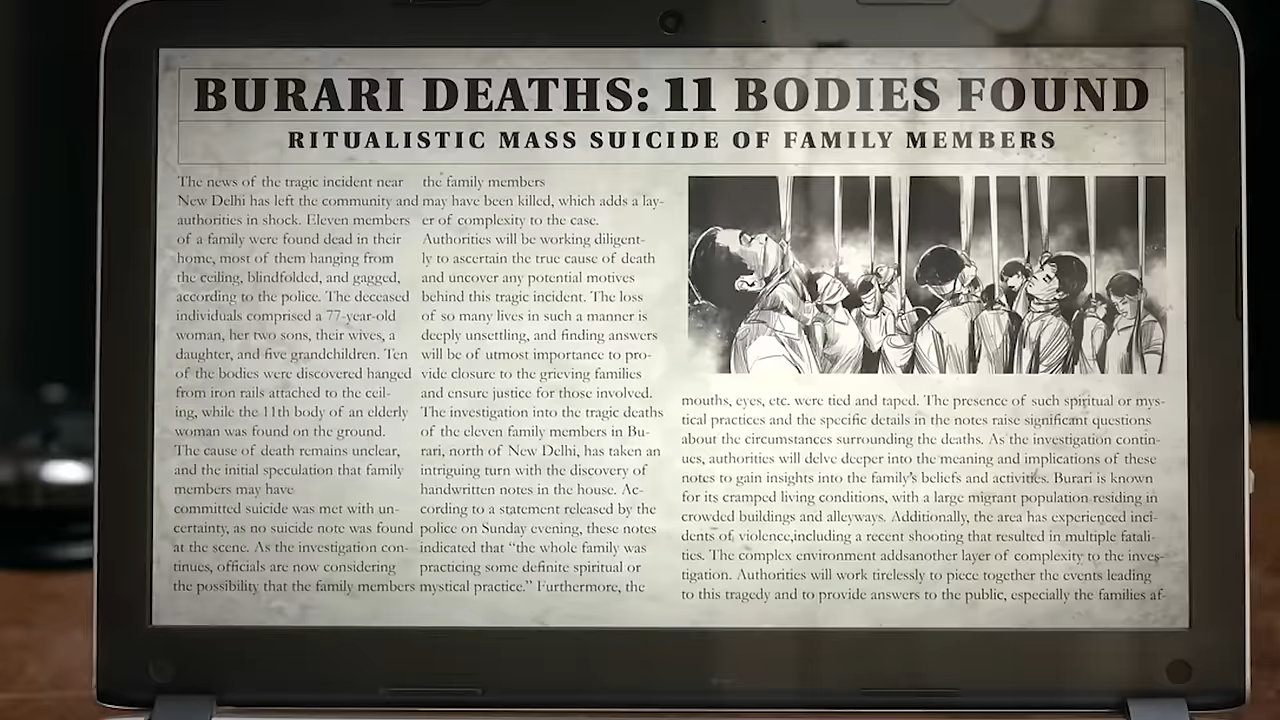 BURARI DEATHS: 11 BODIES FOUND
RITUALISTIC MASS SUICIDE OF FAMILY MEMBERS
The news of the tragic incident near
New Delhi has left the community and
authorities in shock. Eleven members
of a family were found dead in their
home, most of them hanging from
the ceiling, blindfolded, and gagged,
according to the police. The deceased
individuals comprised a 77-year-old
woman, her two sons, their wives, a
daughter, and five grandchildren. Ten
of the bodies were discovered hanged
from iron rails attached to the ceil-
ing, while the 11th body of an elderly
woman was found on the ground.
The cause of death remains unclear,
and the initial speculation that family
members may have
committed suicide was met with un-
certainty, as no suicide note was found
at the scene. As the investigation con-
tinues, officials are now considering
the possibility that the family members
the family members
may have been killed, which adds a lay-
er of complexity to the case.
Authorities will be working diligent-
ly to ascertain the true cause of death
and uncover any potential motives
behind this tragic incident. The loss
of so many lives in such a manner is
deeply unsettling, and finding answers
will be of utmost importance to pro-
vide closure to the grieving families
and ensure justice for those involved.
The investigation into the tragic deaths
of the eleven family members in Bu-
rari, north of New Delhi, has taken an
intriguing turn with the discovery of
handwritten notes in the house. Ac-
cording to a statement released by the
police on Sunday evening, these notes
indicated that “the whole family was
practicing some definite spiritual or
mystical practice.” Furthermore, the
mouths, eyes, etc. were tied and taped. The presence of such spiritual or mys-
tical practices and the specific details in the notes raise significant questions
about the circumstances surrounding the deaths. As the investigation contin-
ues, authorities will delve deeper into the meaning and implications of these
notes to gain insights into the family's beliefs and activities. Burari is known
for its cramped living conditions, with a large migrant population residing in
crowded buildings and alleyways. Additionally, the area has experienced inci-
dents of violence,including a recent shooting that resulted in multiple fatali-
ties. The complex environment addsanother layer of complexity to the inves-
tigation. Authorities will work tirelessly to piece together the events leading
to this tragedy and to provide answers to the public, especially the families af-